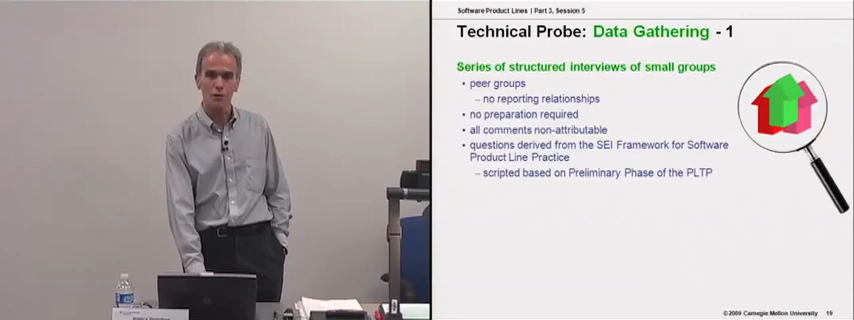 Software Product Lines | Part 3, Session 5
Technical Probe: Data Gathering - 1
Series of structured interviews of small groups
• peer groups
– no reporting relationships
• no preparation required
• all comments non-attributable
• questions derived from the SEI Framework for Software
Product Line Practice
– scripted based on Preliminary Phase of the PLTP
© 2009 Carnegie Mellon University 19